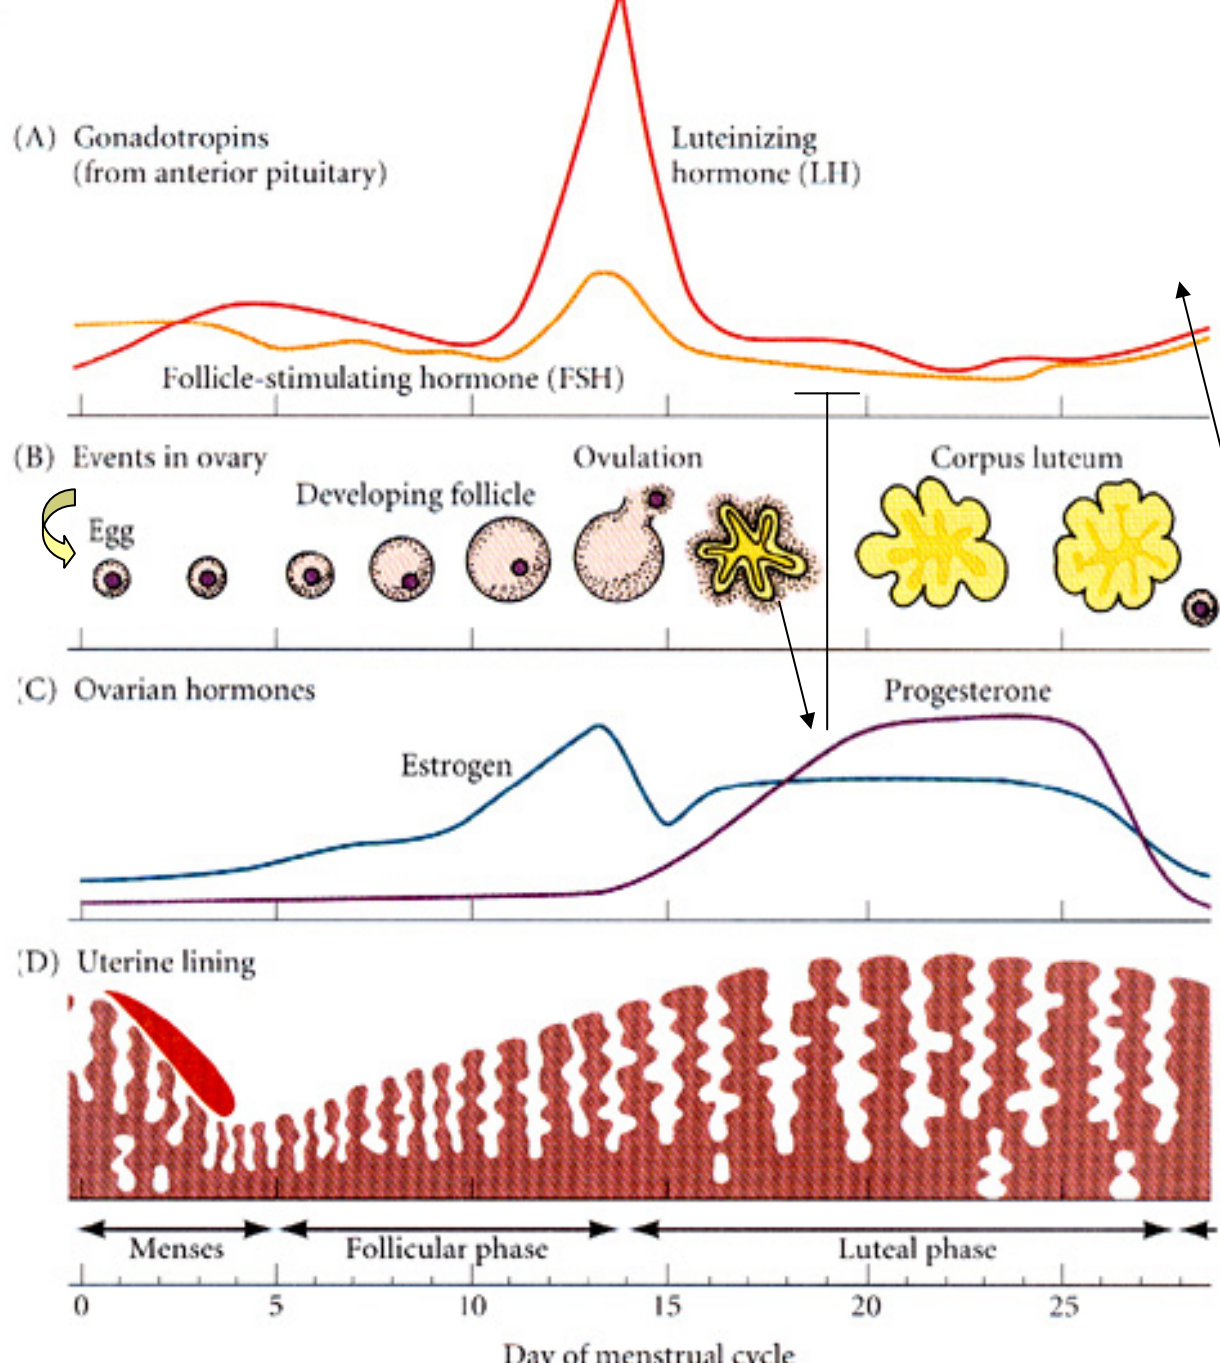 (A) Gonadotropins
(from anterior pituitary)
Luteinizing
hormone (LH)
Follicle-stimulating hormone (FSH)
(B) Events in ovary
Ovulation
Corpus luteum
Developing follicle
Egg
(C) Ovarian hormones
Progesterone
Estrogen
(D) Uterine lining
Menses
Follicular phase
Luteal phase
0 5 10 15 20 25
Day of menstrual cycle